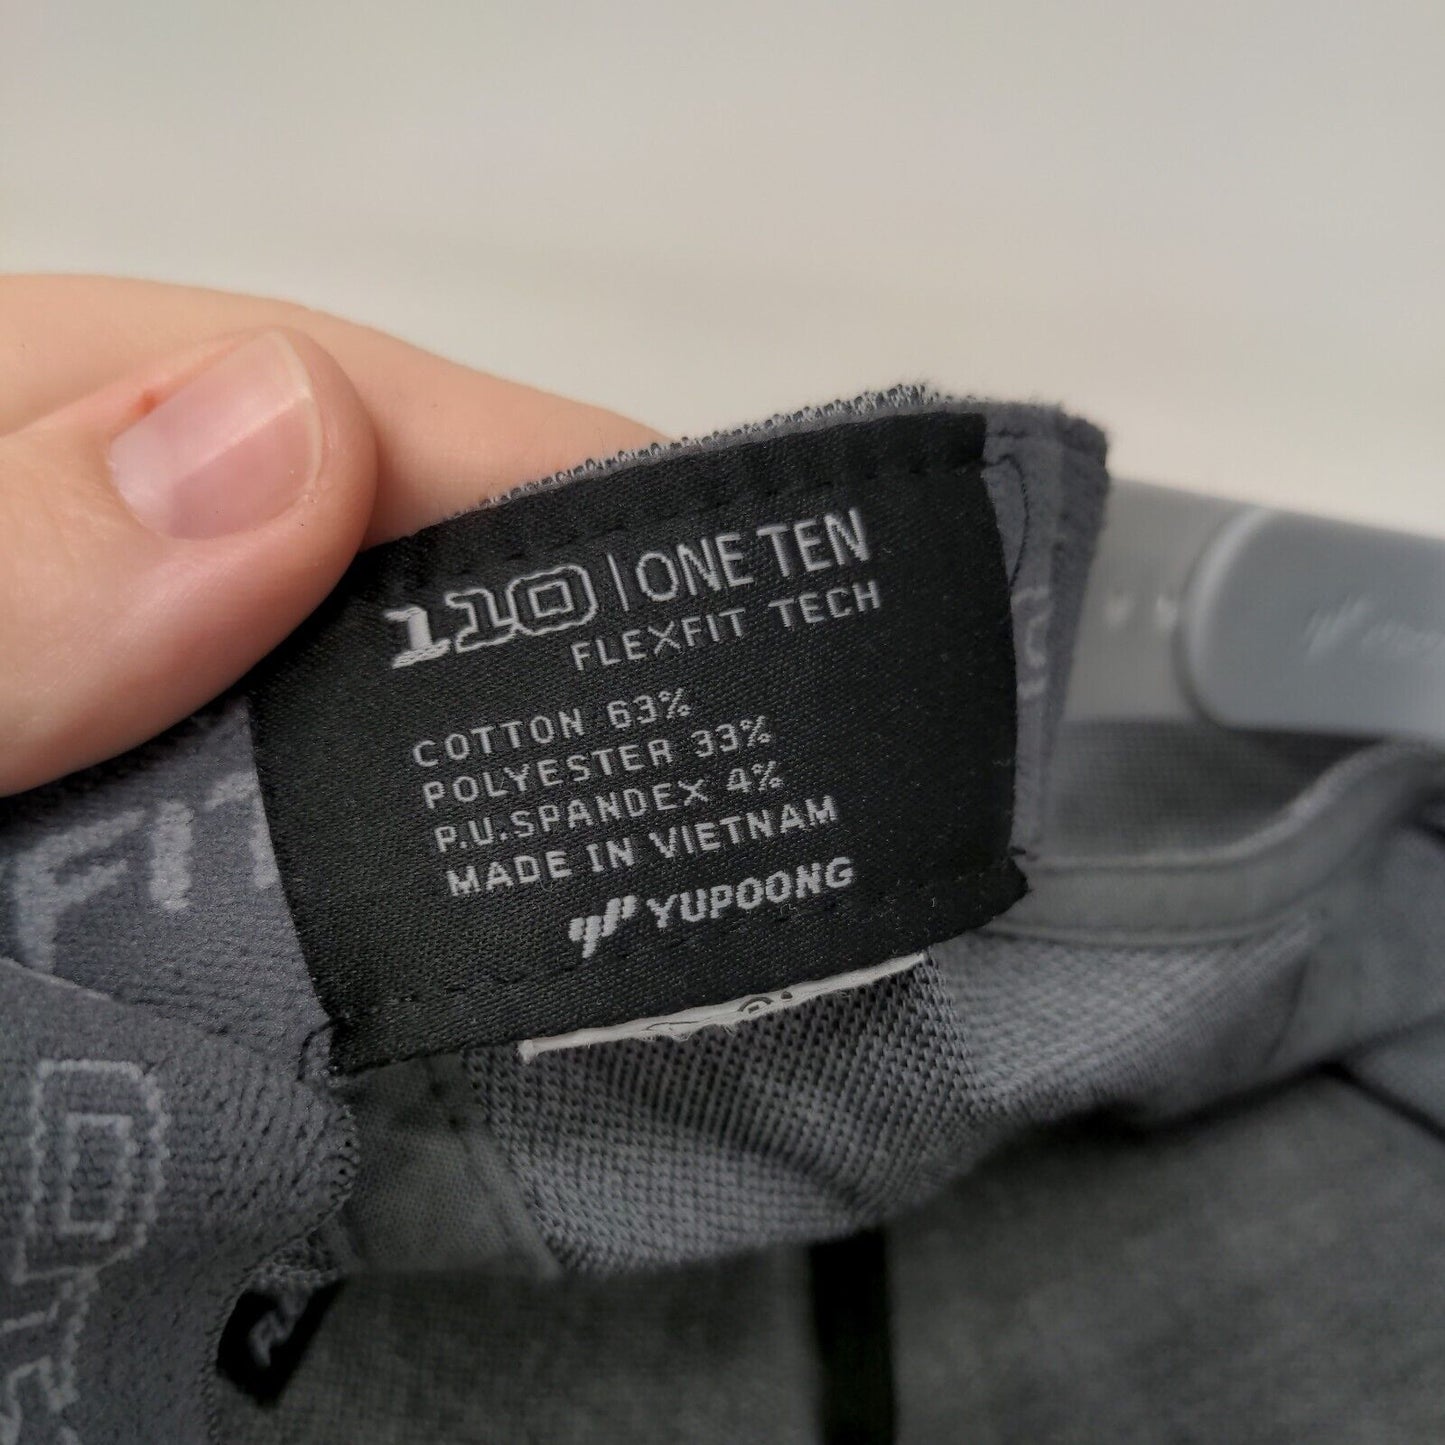 110 | ONE TEN
FLEXFIT TECH
COTTON 63%
POLYESTER 33%
P.U.SPANDEX 4%
MADE IN VIETNAM
YUPOONG